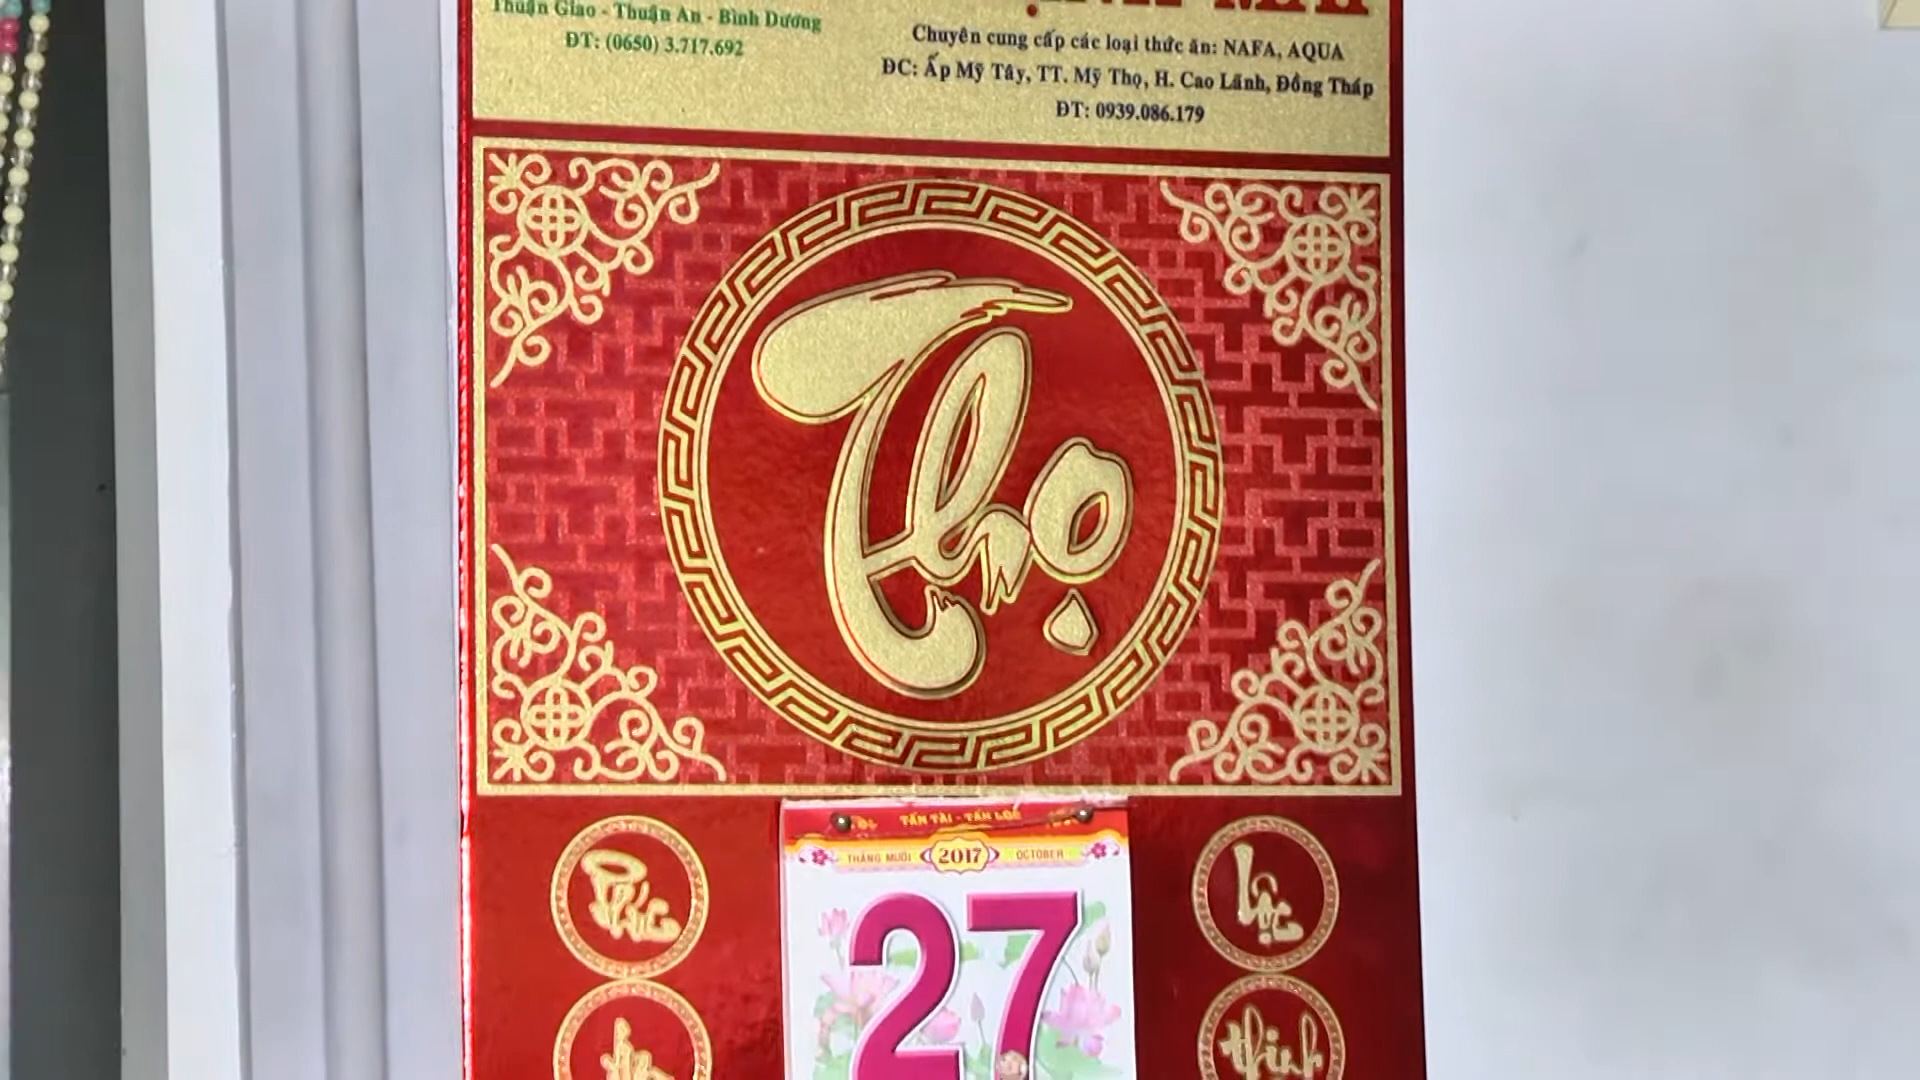 Thuận Giao - Thuận An - Bình Dương
ĐT: (0650) 3.717.692
Chuyên cung cấp các loại thức ăn: NAFA, AQUA
ĐC: Ấp Mỹ Tây, TT. Mỹ Thọ, H. Cao Lãnh, Đồng Tháp
ĐT: 0939.086.179
Thọ
TẤN TÀI - TẤN LỘC
THÁNG MƯỜI 2017 OCTOBER
27
Phúc
Lộc
thịnh